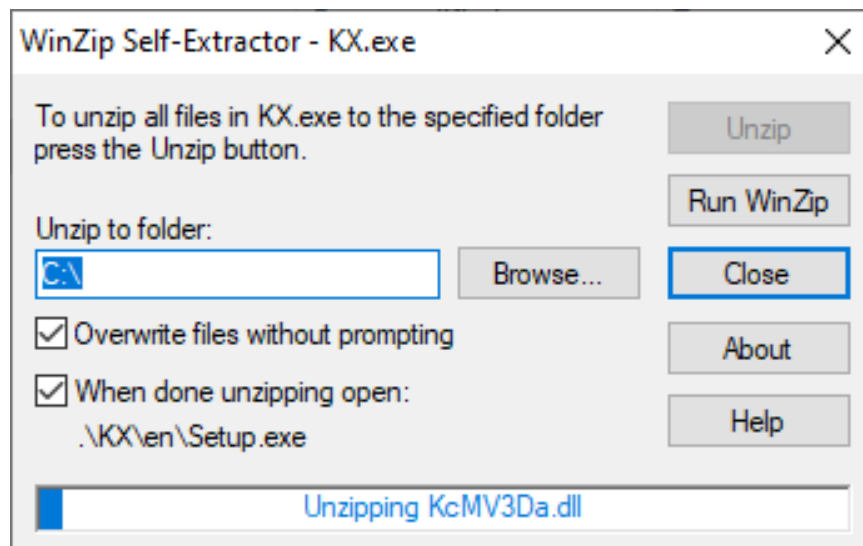 WinZip Self-Extractor - KX.exe
To unzip all files in KX.exe to the specified folder
press the Unzip button.
Unzip
Run WinZip
Unzip to folder:
C:\
Browse...
Close
Overwrite files without prompting
About
When done unzipping open:
.\KX\en\Setup.exe
Help
Unzipping KcMV3Da.dll